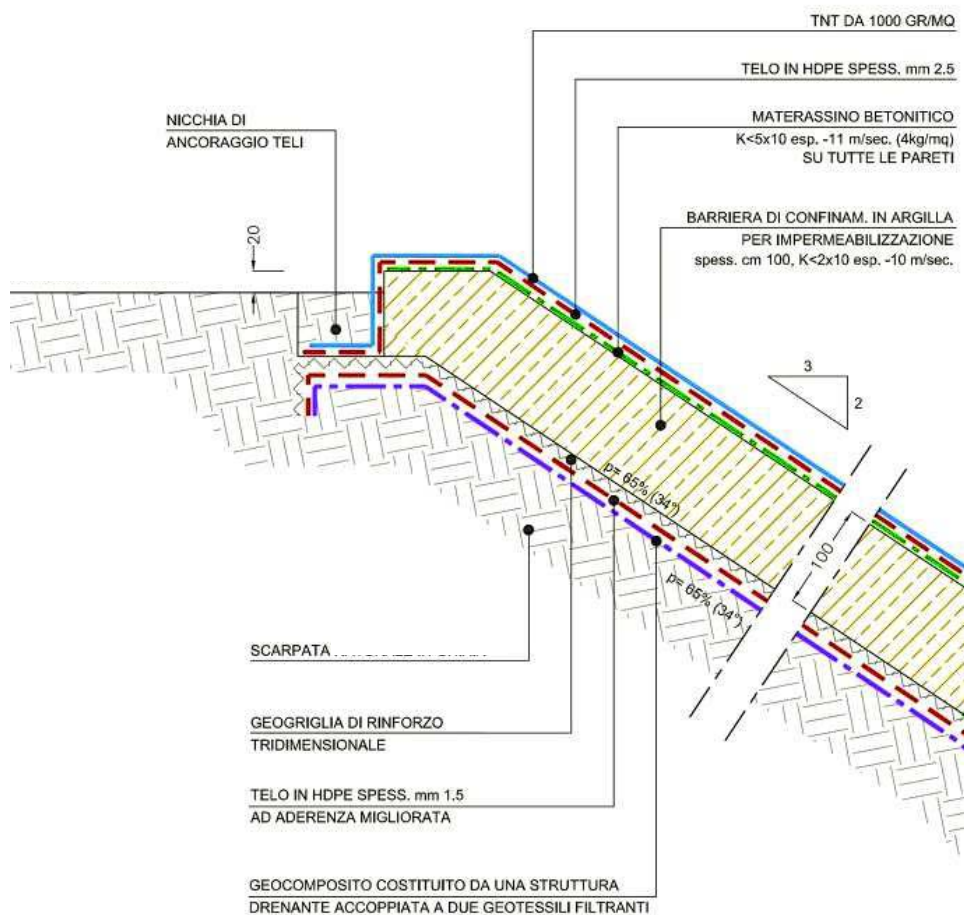 TNT DA 1000 GR/MQ
TELO IN HDPE SPESS. mm 2.5
NICCHIA DI
ANCORAGGIO TELI
MATERASSINO BETONITICO
K<5x10 esp. -11 m/sec. (4kg/mq)
SU TUTTE LE PARETI
BARRIERA DI CONFINAM. IN ARGILLA
PER IMPERMEABILIZZAZIONE
spess. cm 100, K<2x10 esp. -10 m/sec.
20
3
2
p= 65% (34°)
100
p= 65% (34°)
SCARPATA
GEOGRIGLIA DI RINFORZO
TRIDIMENSIONALE
TELO IN HDPE SPESS. mm 1.5
AD ADERENZA MIGLIORATA
GEOCOMPOSITO COSTITUITO DA UNA STRUTTURA
DRENANTE ACCOPPIATA A DUE GEOTESSILI FILTRANTI